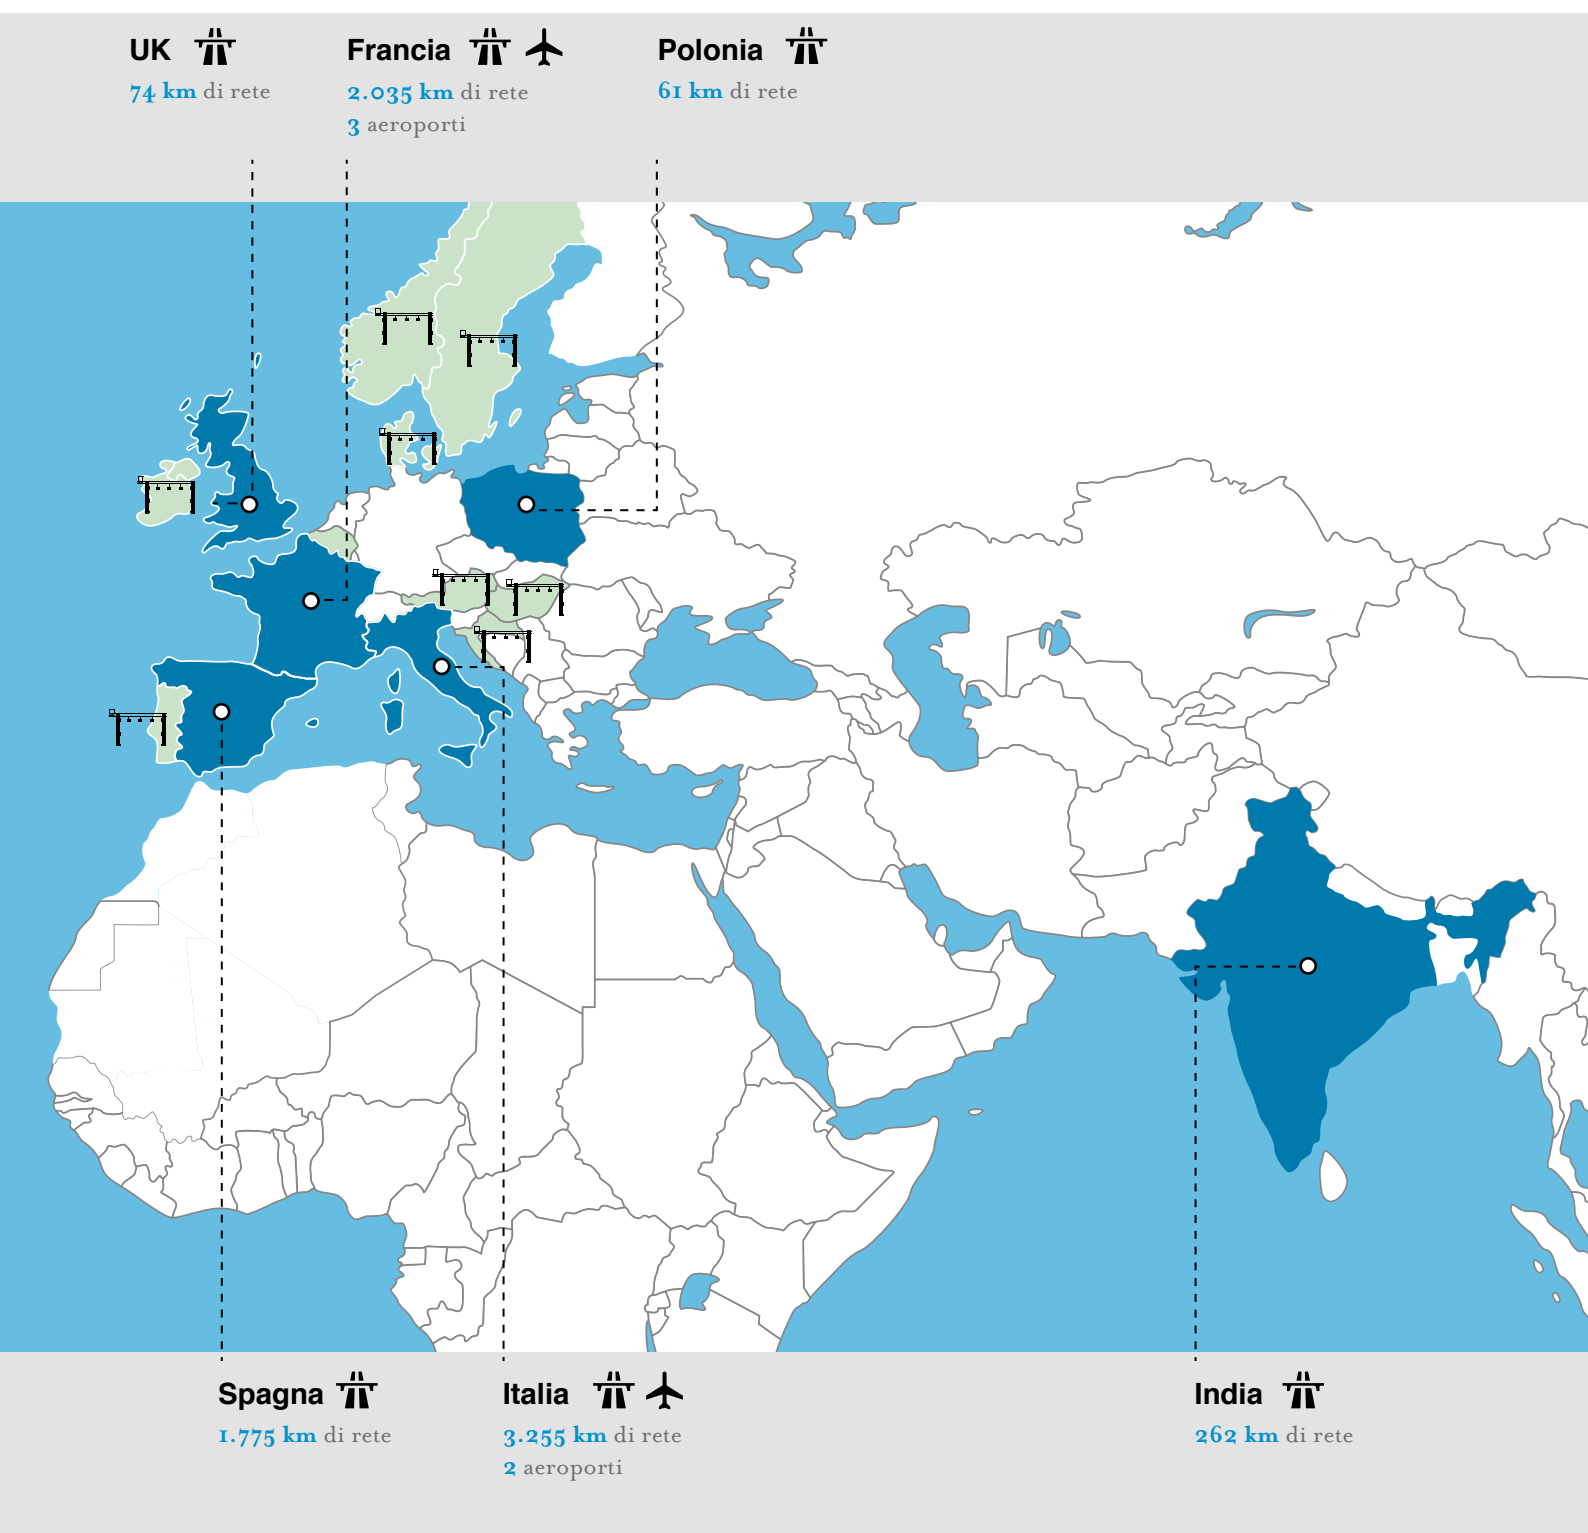 UK
74 km di rete
Francia
2.035 km di rete
3 aeroporti
Polonia
61 km di rete
Spagna
1.775 km di rete
Italia
3.255 km di rete
2 aeroporti
India
262 km di rete